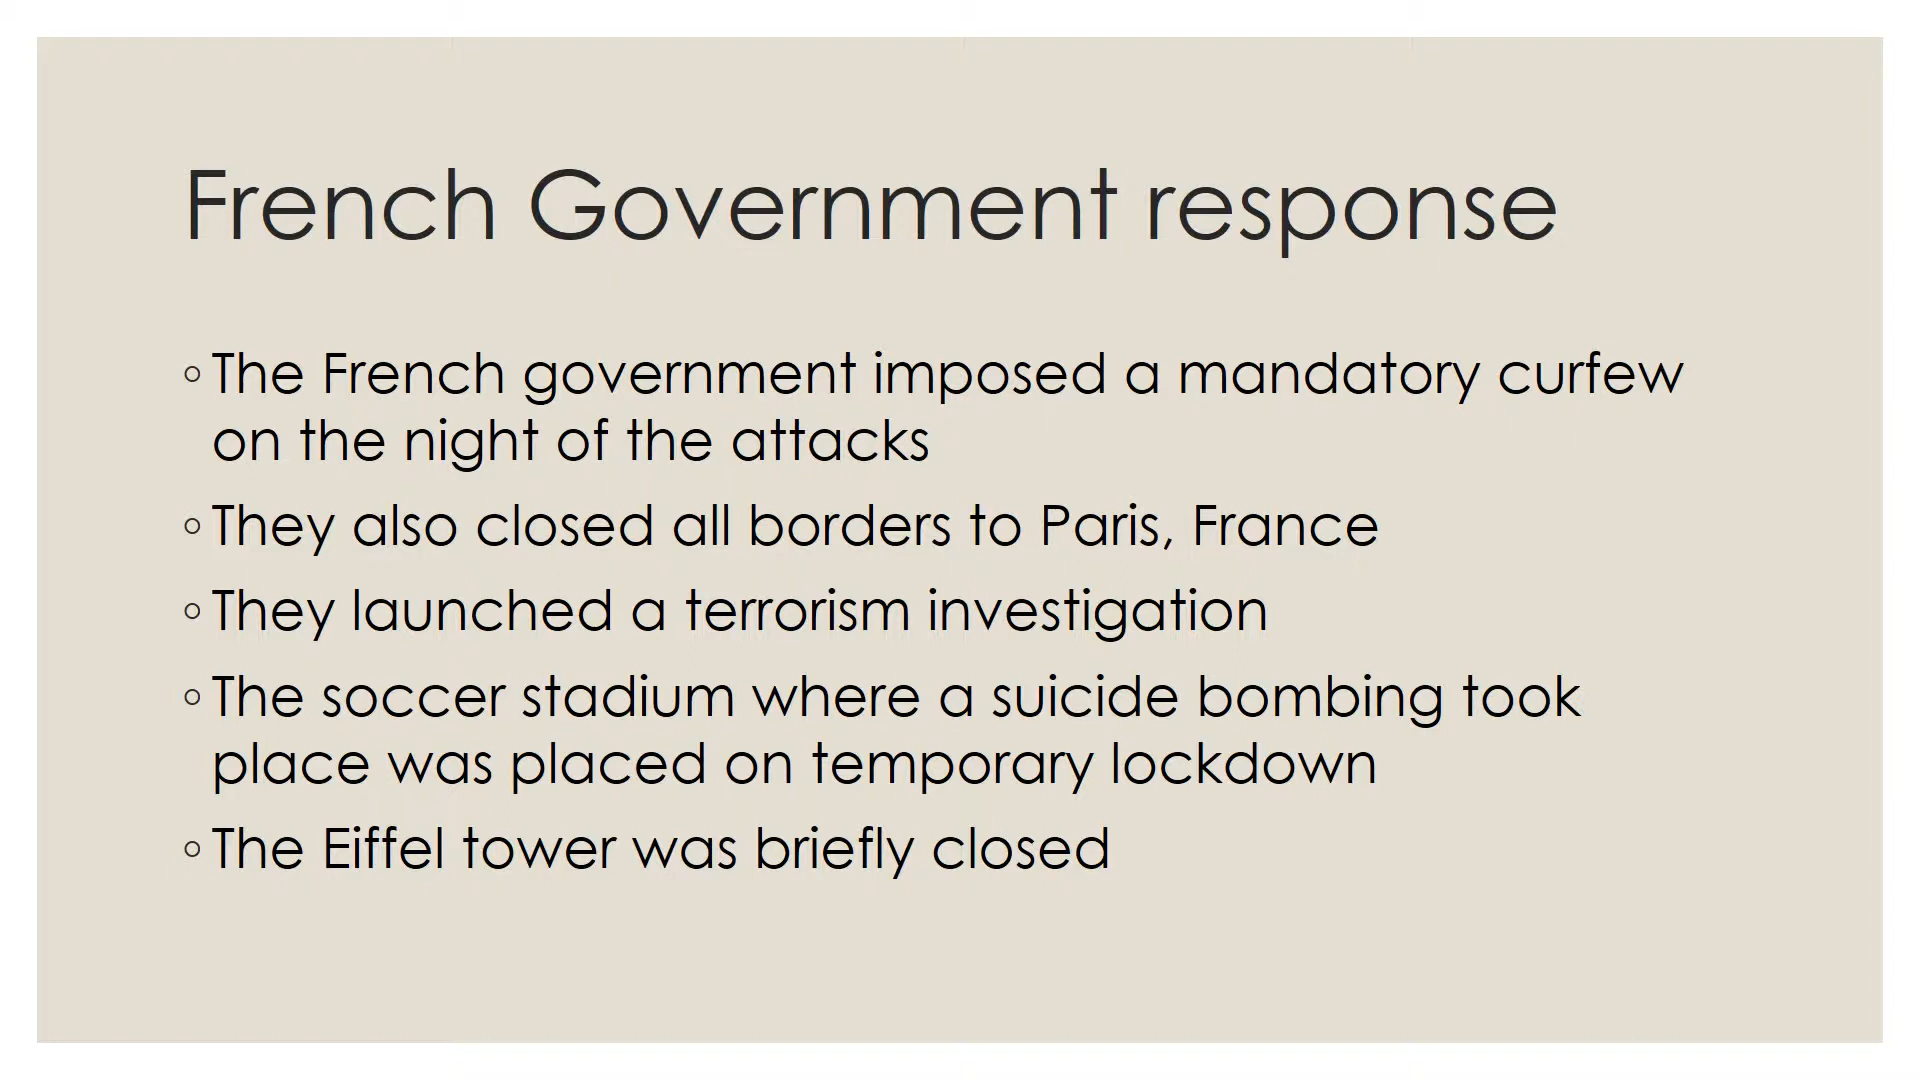 French Government response
◦ The French government imposed a mandatory curfew
on the night of the attacks
◦ They also closed all borders to Paris, France
◦ They launched a terrorism investigation
◦ The soccer stadium where a suicide bombing took
place was placed on temporary lockdown
◦ The Eiffel tower was briefly closed